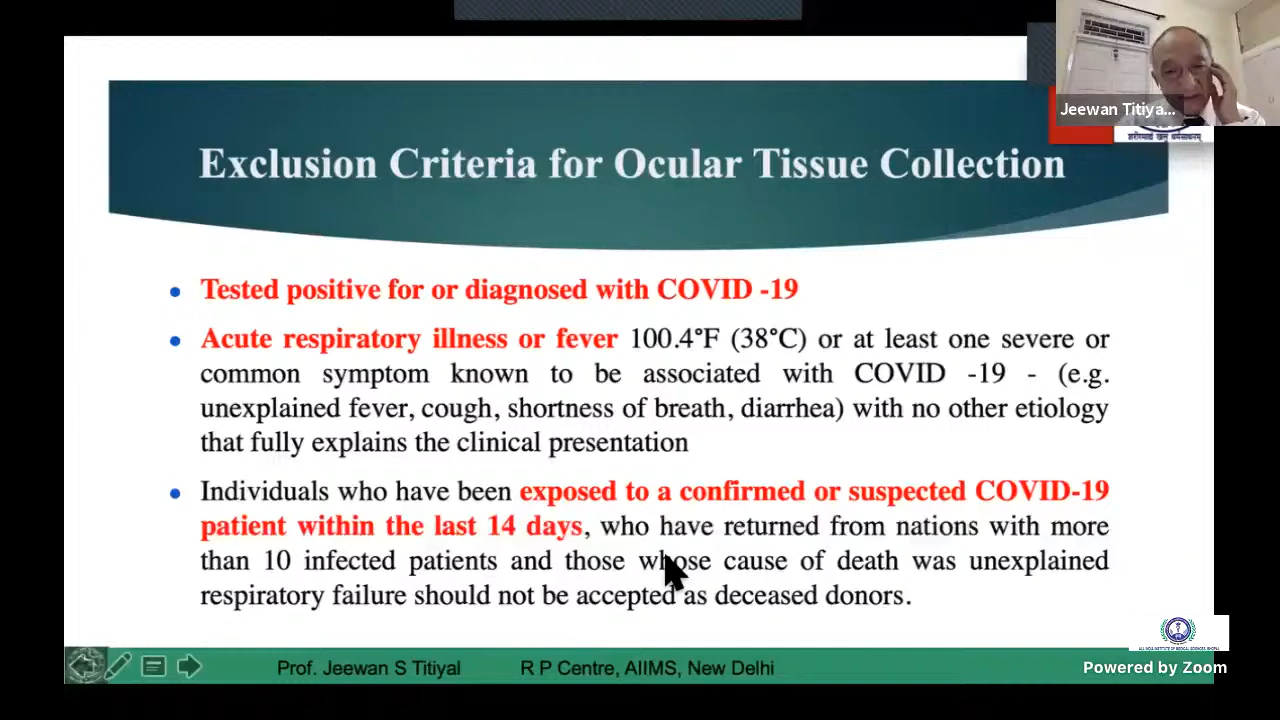 Jeewan Titiya...
Exclusion Criteria for Ocular Tissue Collection
Tested positive for or diagnosed with COVID -19
Acute respiratory illness or fever 100.4°F (38°C) or at least one severe or
common symptom known to be associated with COVID -19 - (e.g.
unexplained fever, cough, shortness of breath, diarrhea) with no other etiology
that fully explains the clinical presentation
Individuals who have been exposed to a confirmed or suspected COVID-19
patient within the last 14 days, who have returned from nations with more
than 10 infected patients and those whose cause of death was unexplained
respiratory failure should not be accepted as deceased donors.
Prof. Jeewan S Titiyal R P Centre, AIIMS, New Delhi
Powered by Zoom